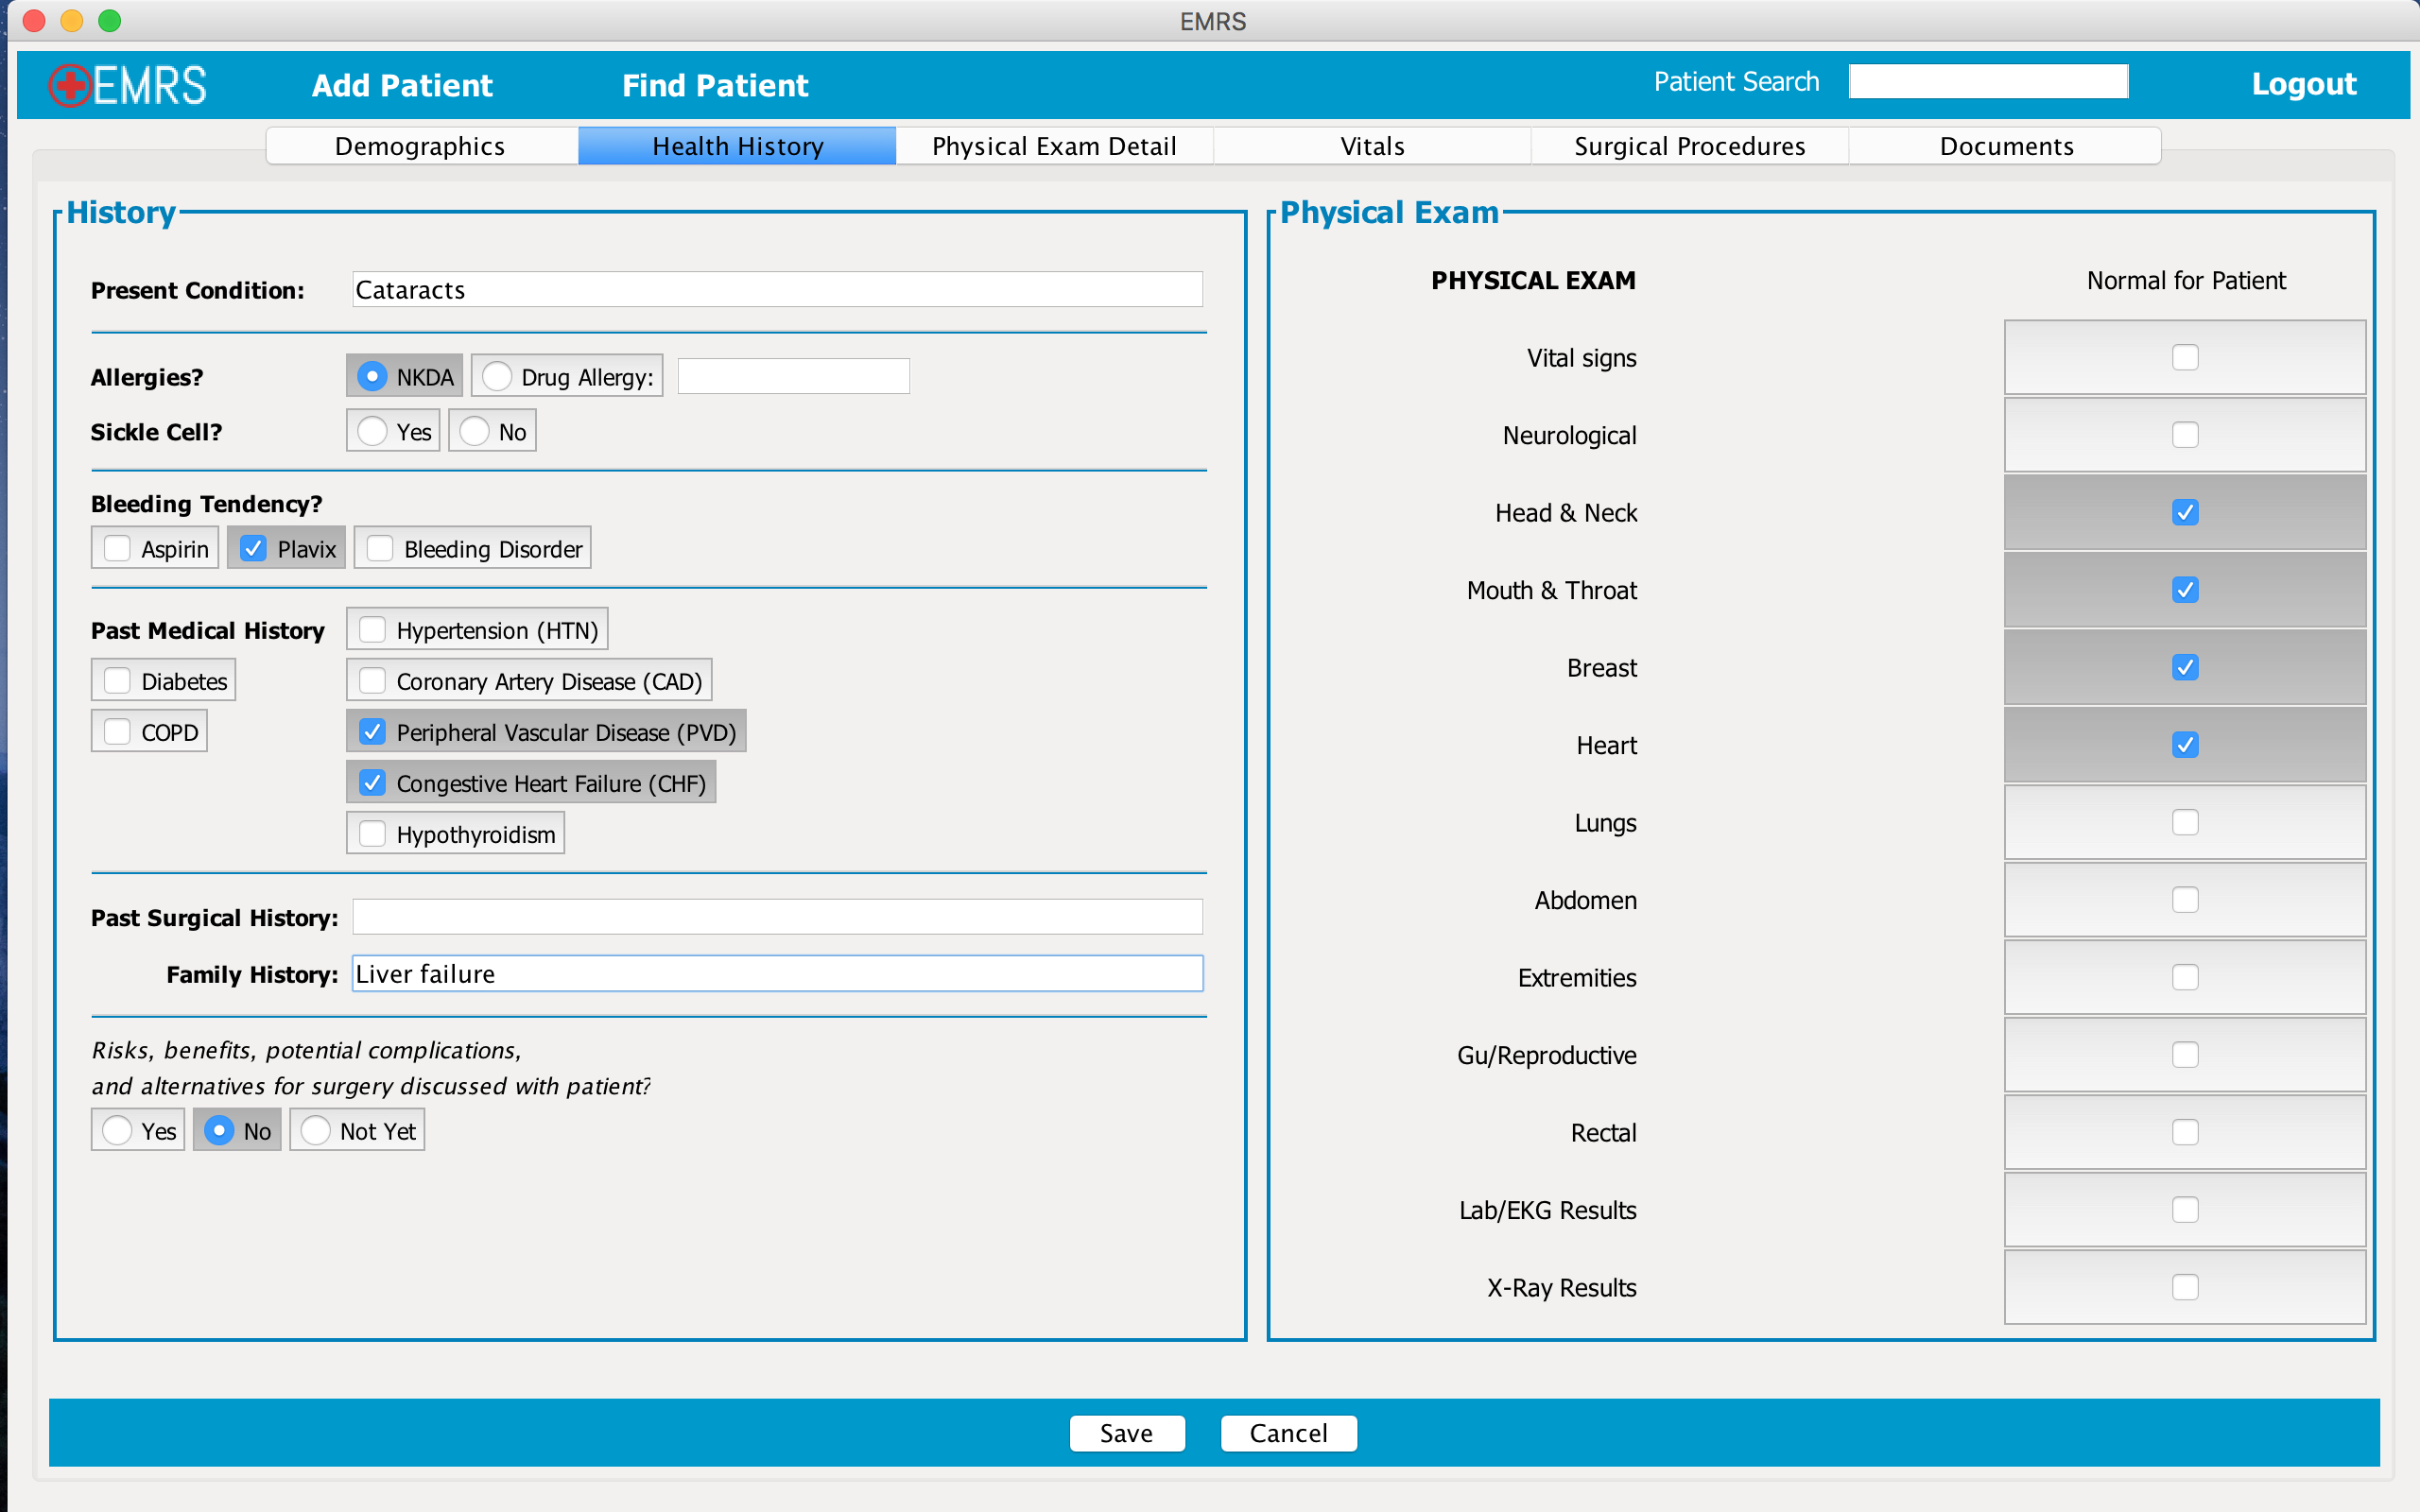 EMRS
EMRS Add Patient Find Patient Patient Search Logout
Demographics Health History Physical Exam Detail Vitals Surgical Procedures Documents
History
Present Condition: Cataracts
Allergies? NKDA Drug Allergy:
Sickle Cell? Yes No
Bleeding Tendency?
Aspirin Plavix Bleeding Disorder
Past Medical History Hypertension (HTN)
Diabetes Coronary Artery Disease (CAD)
COPD Peripheral Vascular Disease (PVD)
Congestive Heart Failure (CHF)
Hypothyroidism
Past Surgical History:
Family History: Liver failure
Risks, benefits, potential complications,
and alternatives for surgery discussed with patient?
Yes No Not Yet
Physical Exam
PHYSICAL EXAM Normal for Patient
Vital signs
Neurological
Head & Neck
Mouth & Throat
Breast
Heart
Lungs
Abdomen
Extremities
Gu/Reproductive
Rectal
Lab/EKG Results
X-Ray Results
Save Cancel